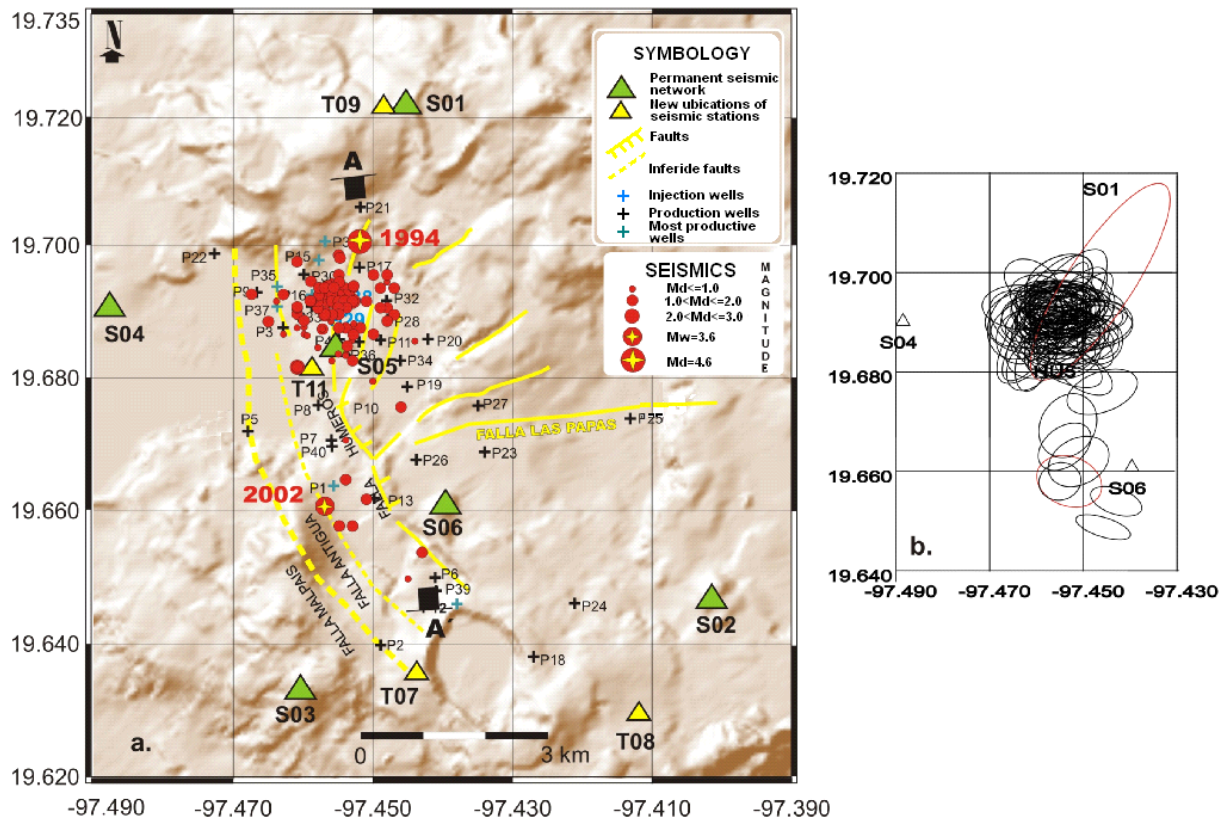 19.735
19.720
19.700
19.680
19.660
19.640
19.620
-97.490
-97.470
-97.450
-97.430
-97.410
-97.390
N
T09
S01
A
P21
1994
P22
P15
P17
P30
P35
P9
P16
P32
P37
P3
29
P28
P11
P20
P36
P34
S04
S05
T11
P19
P8
P10
P27
P5
HUMEROS
FALLA LAS PAPAS
P25
P7
P40
P26
P23
2002
P1
P13
FALLA
S06
FALLA ANTIGUA
FALLA MALPAIS
P6
P39
A´
P24
S02
P2
P18
T07
S03
T08
a.
0
3 km
SYMBOLOGY
Permanent seismic
network
New ubications of
seismic stations
Faults
Inferide faults
Injection wells
Production wells
Most productive
wells
SEISMICS
MAGNITUDE
Md<=1.0
1.0<Md<=2.0
2.0<Md<=3.0
Mw=3.6
Md=4.6
19.720
19.700
19.680
19.660
19.640
-97.490
-97.470
-97.450
-97.430
S01
S04
S06
b.